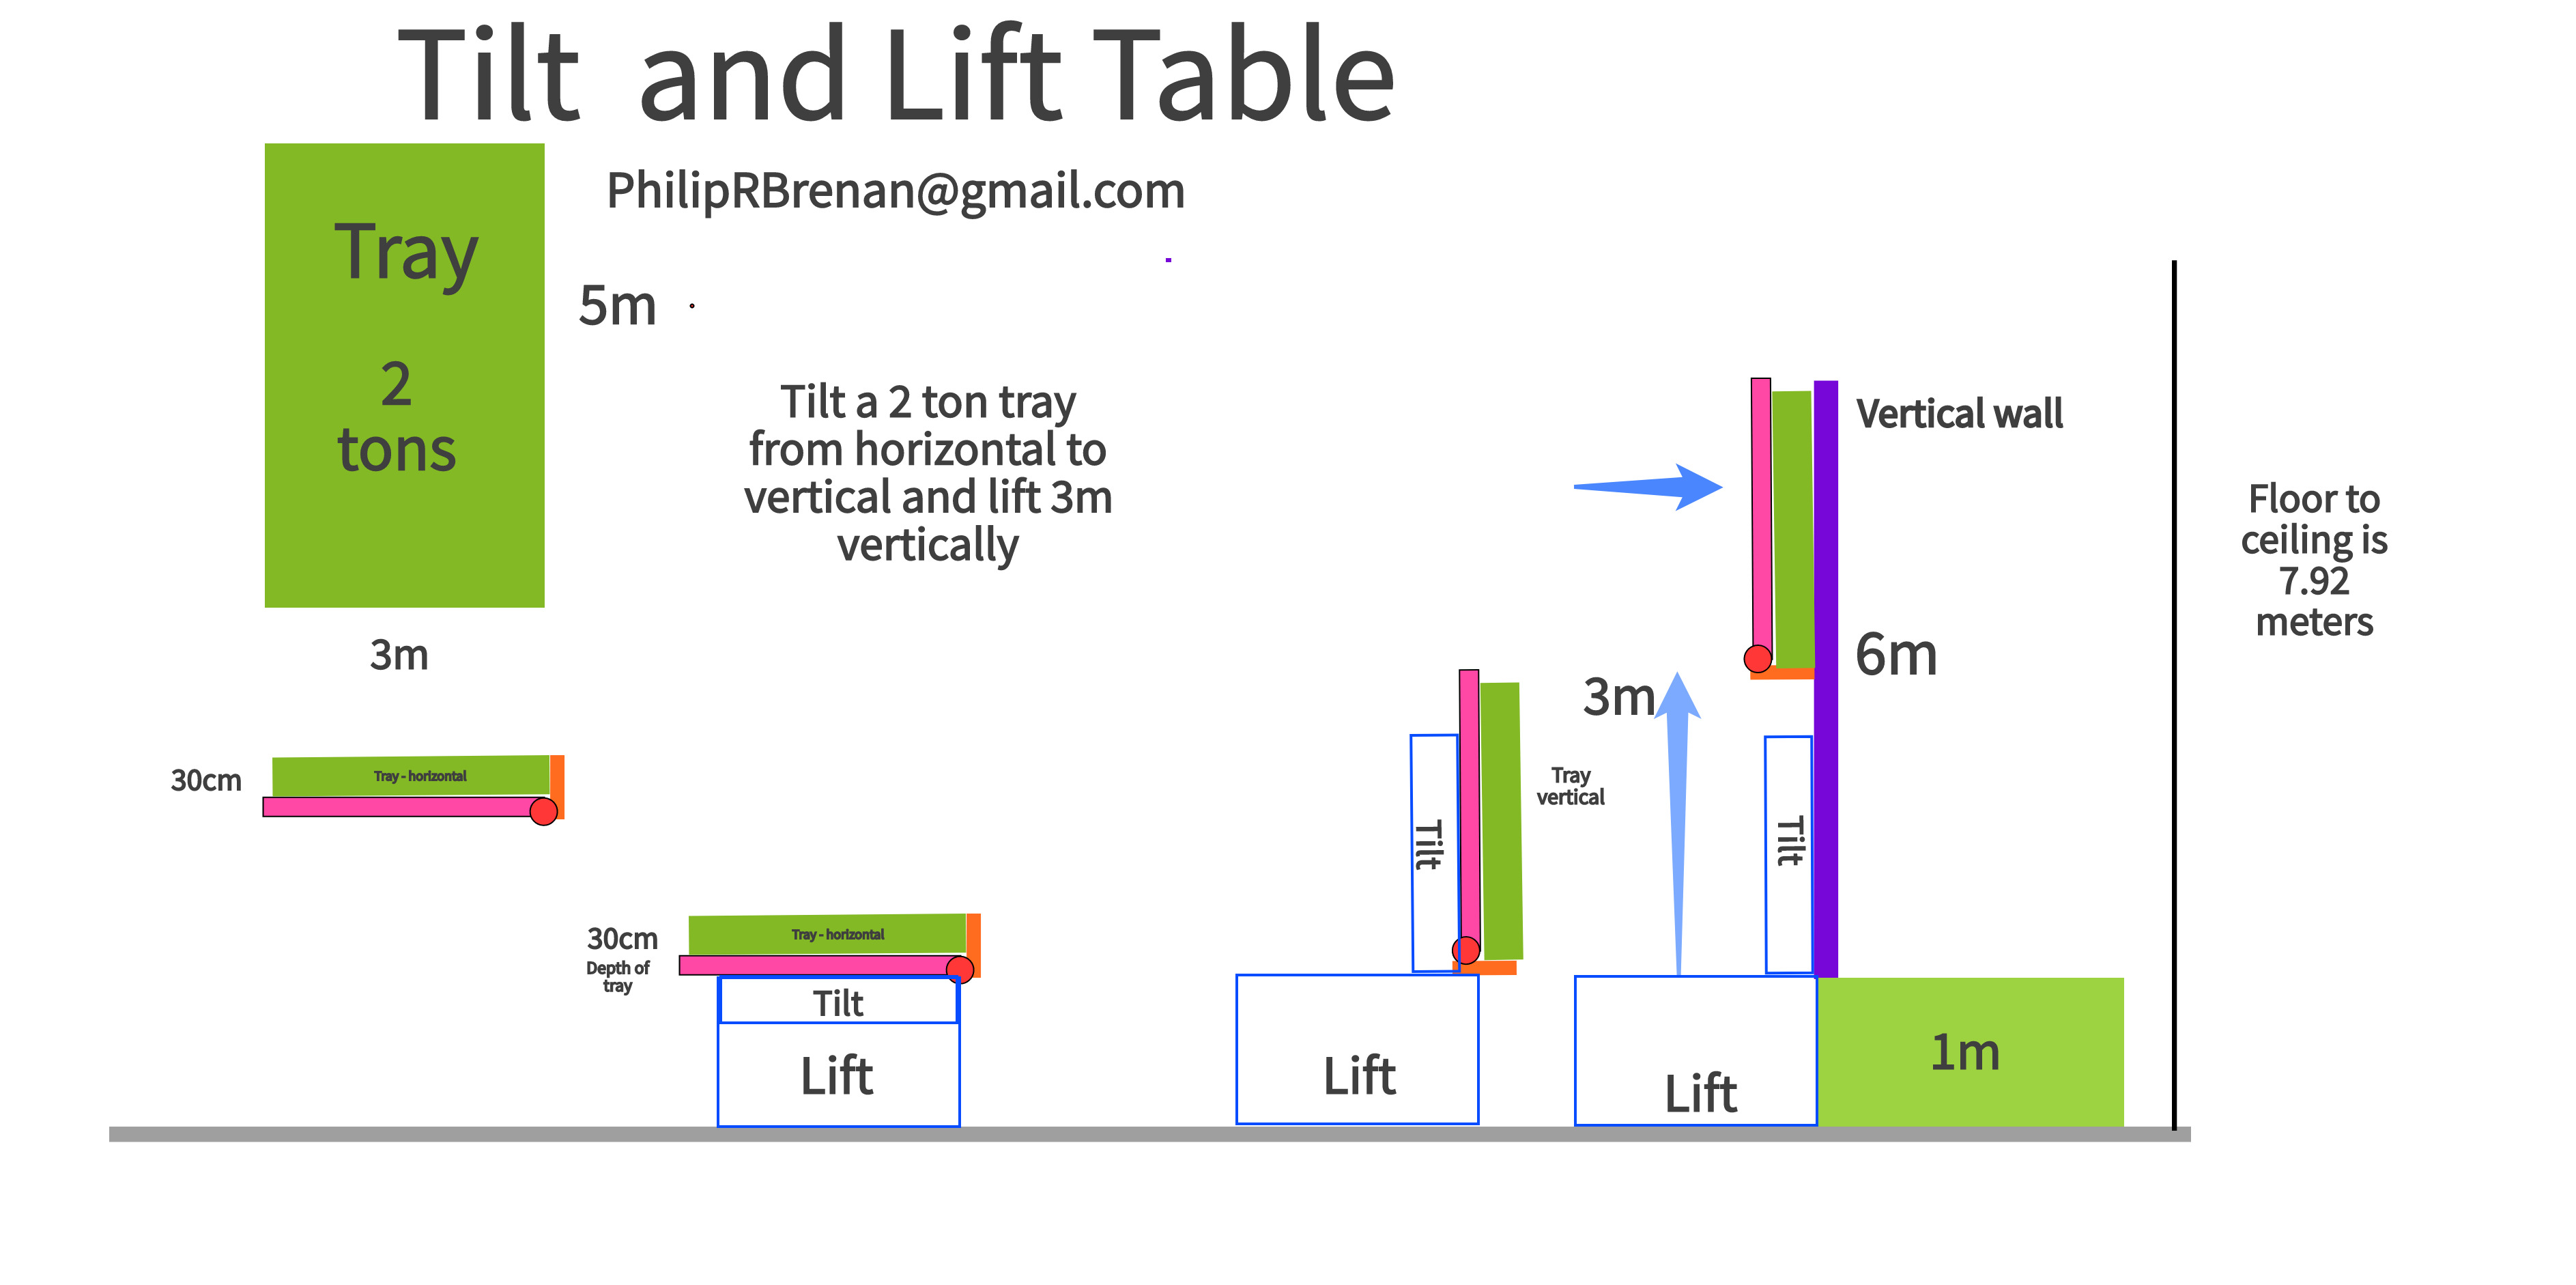 Tilt and Lift Table
PhilipRBrenan@gmail.com
Tray
2
tons
5m
3m
Tilt a 2 ton tray
from horizontal to
vertical and lift 3m
vertically
Vertical wall
Floor to
ceiling is
7.92
meters
6m
3m
30cm
Tray - horizontal
Tray
vertical
Tilt
Tilt
30cm
Depth of
tray
Tray - horizontal
Tilt
Lift
Lift
Lift
1m